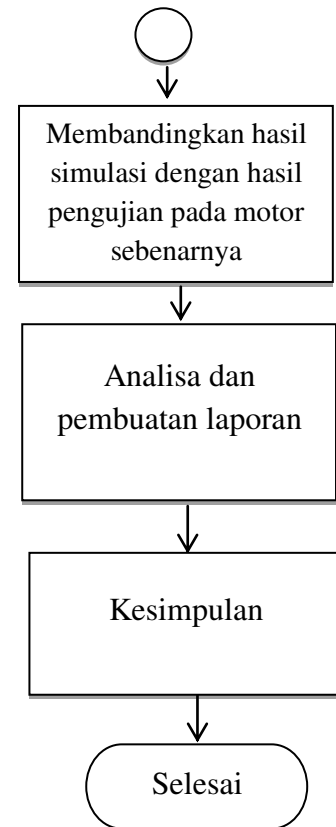 Membandingkan hasil
simulasi dengan hasil
pengujian pada motor
sebenarnya
Analisa dan
pembuatan laporan
Kesimpulan
Selesai